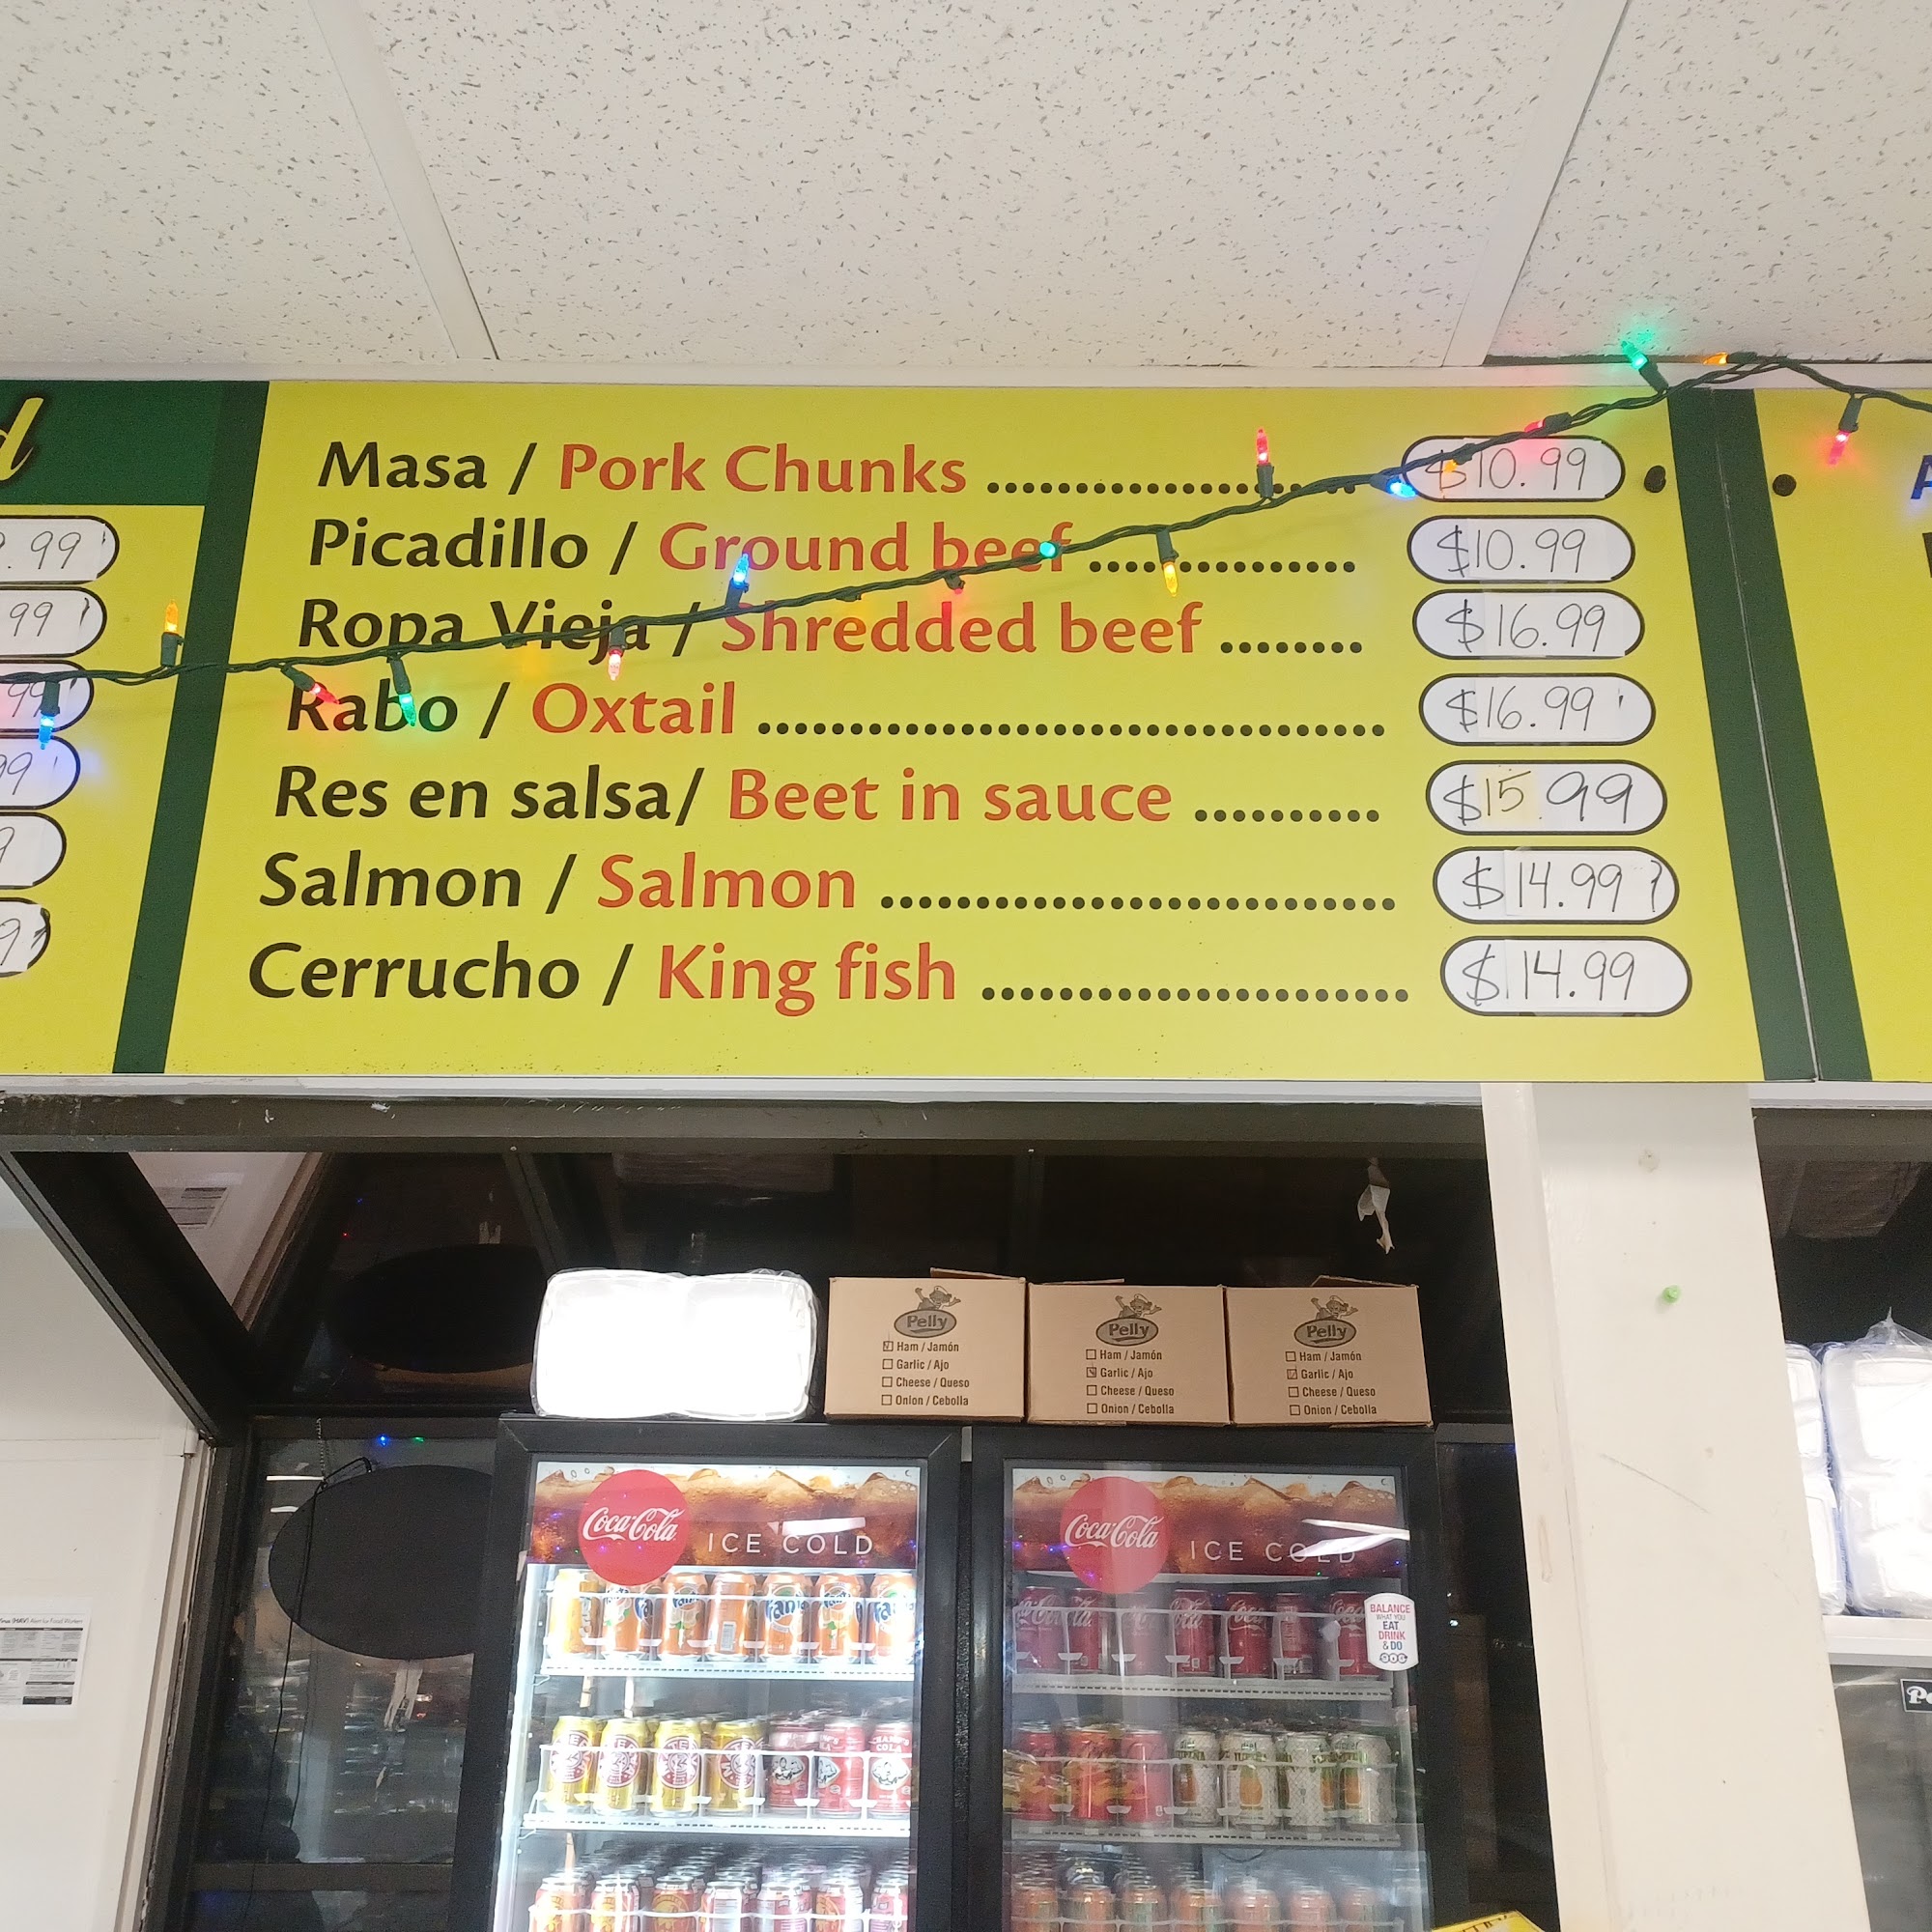 Masa / Pork Chunks .......................... $10.99
Picadillo / Ground beef .................. $10.99
Ropa Vieja / Shredded beef ........ $16.99
Rabo / Oxtail .................................. $16.99
Res en salsa/ Beet in sauce .......... $15.99
Salmon / Salmon ........................... $14.99
Cerrucho / King fish ...................... $14.99
.99
99
99
Pelly
Ham / Jamón
Garlic / Ajo
Cheese / Queso
Onion / Cebolla
Pelly
Ham / Jamón
Garlic / Ajo
Cheese / Queso
Onion / Cebolla
Pelly
Ham / Jamón
Garlic / Ajo
Cheese / Queso
Onion / Cebolla
Coca-Cola
ICE COLD
Coca-Cola
ICE COLD
Fanta
BALANCE
WHAT YOU
EAT
DRINK
& DO